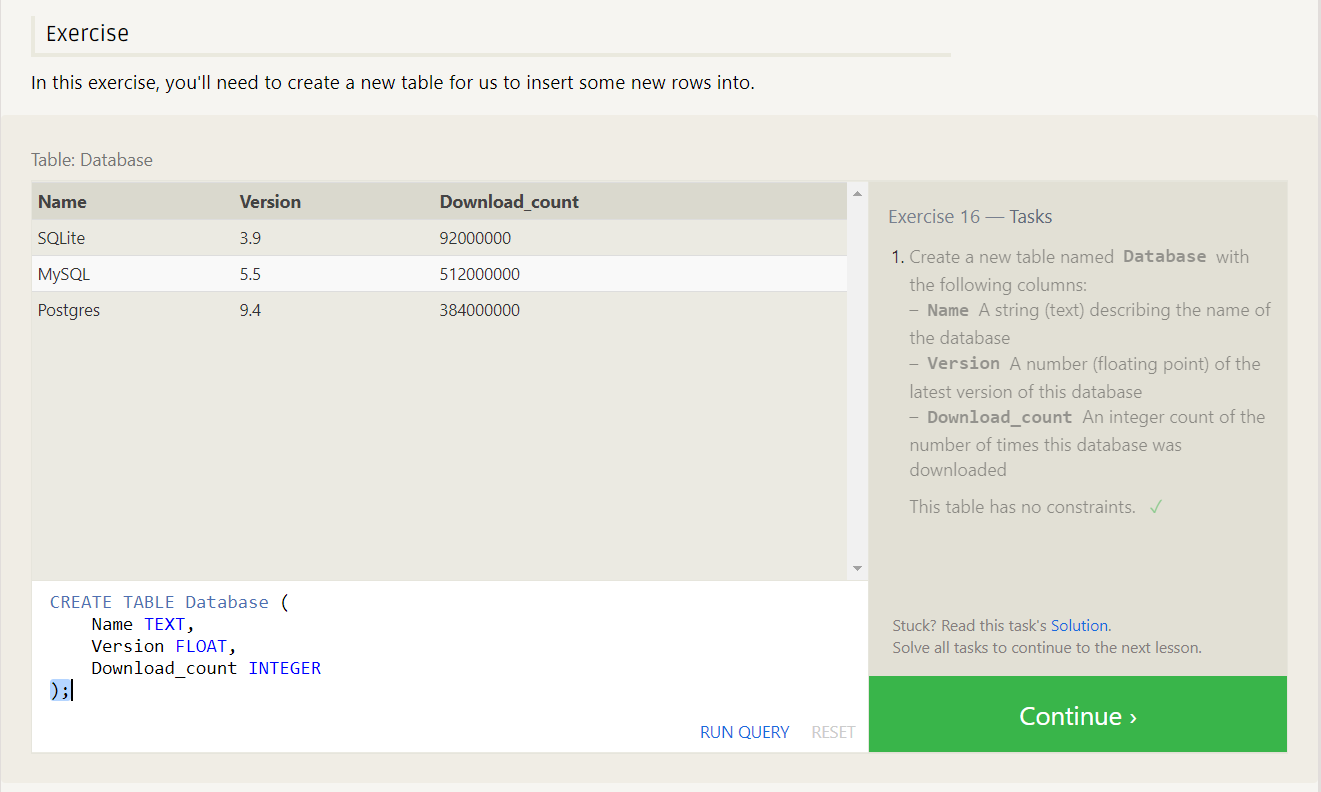 Exercise
In this exercise, you'll need to create a new table for us to insert some new rows into.
Table: Database
Name Version Download_count
SQLite 3.9 92000000
MySQL 5.5 512000000
Postgres 9.4 384000000
CREATE TABLE Database (
    Name TEXT,
    Version FLOAT,
    Download_count INTEGER
);
RUN QUERY RESET
Exercise 16 — Tasks
1. Create a new table named Database with
the following columns:
– Name A string (text) describing the name of
the database
– Version A number (floating point) of the
latest version of this database
– Download_count An integer count of the
number of times this database was
downloaded
This table has no constraints. ✓
Stuck? Read this task's Solution.
Solve all tasks to continue to the next lesson.
Continue ›